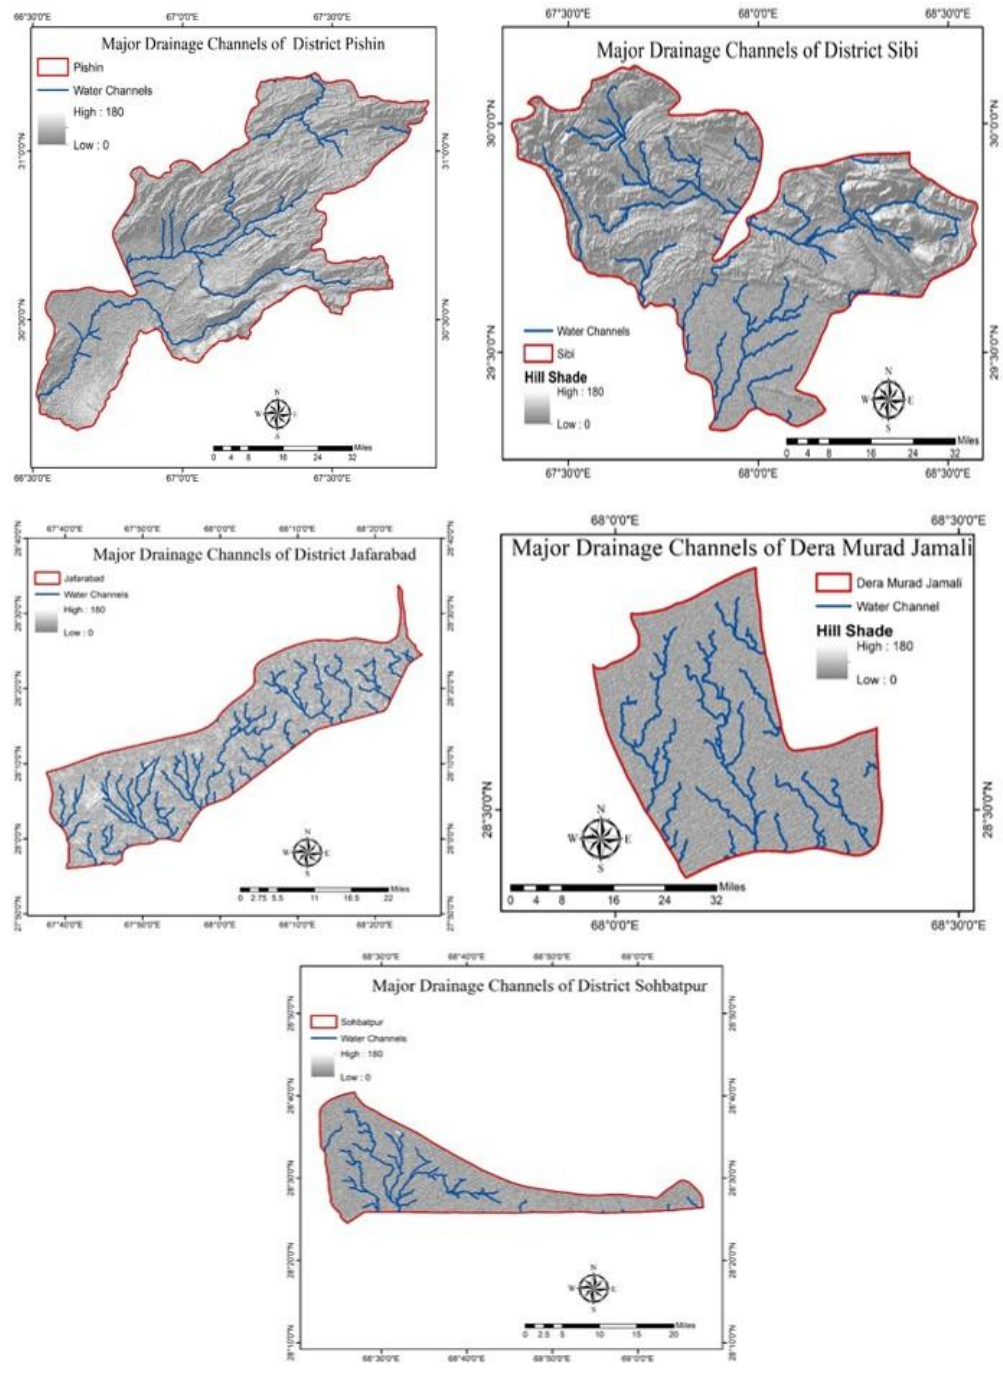 66°30'0"E 67°0'0"E 67°30'0"E
Major Drainage Channels of District Pishin
Pishin
Water Channels
High : 180
Low : 0
31°0'0"N
31°0'0"N
30°30'0"N
30°30'0"N
N
W E
S
Miles
0 4 8 16 24 32
66°30'0"E 67°0'0"E 67°30'0"E
67°30'0"E 68°0'0"E 68°30'0"E
Major Drainage Channels of District Sibi
30°0'0"N
30°0'0"N
29°30'0"N
29°30'0"N
Water Channels
Sibi
Hill Shade
High : 180
Low : 0
N
W E
S
Miles
0 4 8 16 24 32
67°30'0"E 68°0'0"E 68°30'0"E
67°40'0"E 67°50'0"E 68°0'0"E 68°10'0"E 68°20'0"E
Major Drainage Channels of District Jafarabad
Jafarabad
Water Channels
High : 180
Low : 0
28°40'0"N
28°40'0"N
28°30'0"N
28°30'0"N
28°20'0"N
28°20'0"N
28°10'0"N
28°10'0"N
28°0'0"N
28°0'0"N
27°50'0"N
27°50'0"N
N
W E
S
Miles
0 2.75 5.5 11 16.5 22
67°40'0"E 67°50'0"E 68°0'0"E 68°10'0"E 68°20'0"E
68°0'0"E 68°30'0"E
Major Drainage Channels of Dera Murad Jamali
Dera Murad Jamali
Water Channel
Hill Shade
High : 180
Low : 0
28°30'0"N
28°30'0"N
N
W E
S
Miles
0 4 8 16 24 32
68°0'0"E 68°30'0"E
68°30'0"E 68°40'0"E 68°50'0"E 69°0'0"E
Major Drainage Channels of District Sohbatpur
Sohbatpur
Water Channels
High : 180
Low : 0
28°40'0"N
28°40'0"N
28°30'0"N
28°30'0"N
28°20'0"N
28°20'0"N
28°10'0"N
28°10'0"N
N
W E
S
Miles
0 2.5 5 10 15 20
68°30'0"E 68°40'0"E 68°50'0"E 69°0'0"E